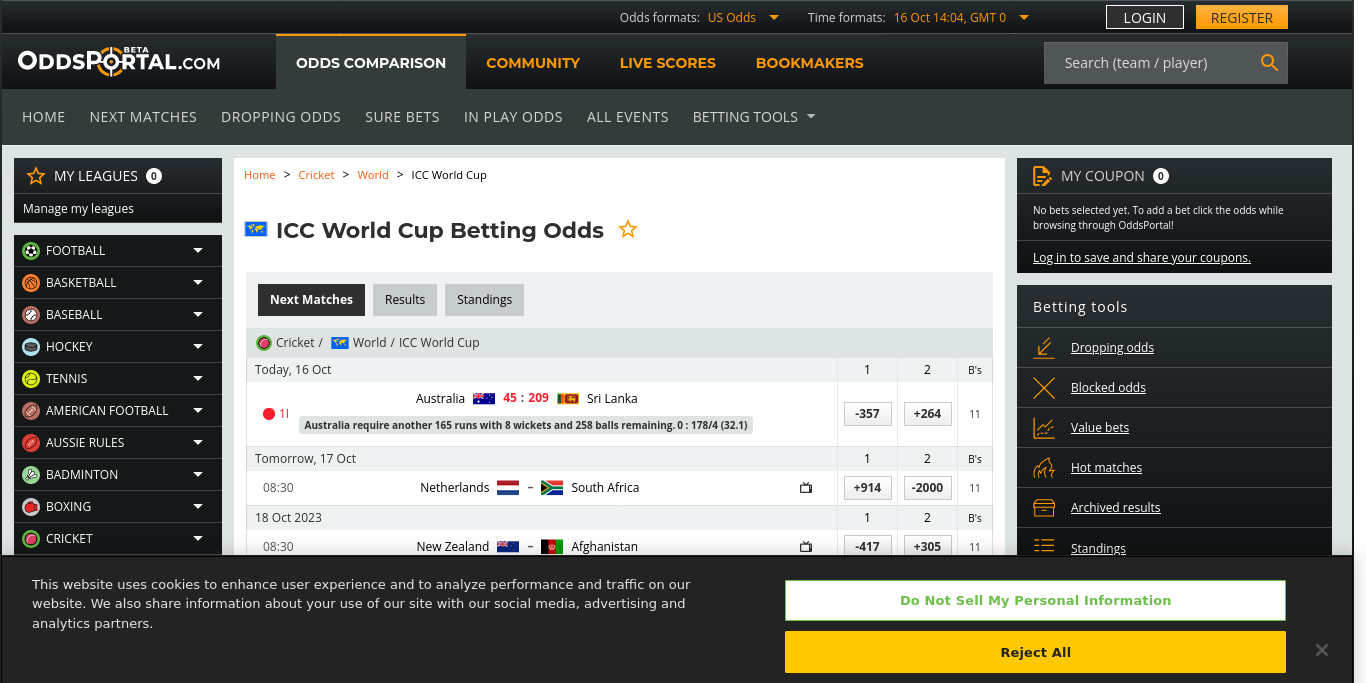 Odds formats: US Odds Time formats: 16 Oct 14:04, GMT 0 LOGIN REGISTER
ODDSPORTAL.COM BETA ODDS COMPARISON COMMUNITY LIVE SCORES BOOKMAKERS Search (team / player)
HOME NEXT MATCHES DROPPING ODDS SURE BETS IN PLAY ODDS ALL EVENTS BETTING TOOLS
MY LEAGUES 0
Manage my leagues
FOOTBALL
BASKETBALL
BASEBALL
HOCKEY
TENNIS
AMERICAN FOOTBALL
AUSSIE RULES
BADMINTON
BOXING
CRICKET
Home > Cricket > World > ICC World Cup
ICC World Cup Betting Odds
Next Matches Results Standings
Cricket / World / ICC World Cup
Today, 16 Oct 1 2 B's
Australia 45 : 209 Sri Lanka
1I -357 +264 11
Australia require another 165 runs with 8 wickets and 258 balls remaining. 0 : 178/4 (32.1)
Tomorrow, 17 Oct 1 2 B's
08:30 Netherlands – South Africa +914 -2000 11
18 Oct 2023 1 2 B's
08:30 New Zealand – Afghanistan -417 +305 11
MY COUPON 0
No bets selected yet. To add a bet click the odds while
browsing through OddsPortal!
Log in to save and share your coupons.
Betting tools
Dropping odds
Blocked odds
Value bets
Hot matches
Archived results
Standings
This website uses cookies to enhance user experience and to analyze performance and traffic on our
website. We also share information about your use of our site with our social media, advertising and
analytics partners.
Do Not Sell My Personal Information
Reject All